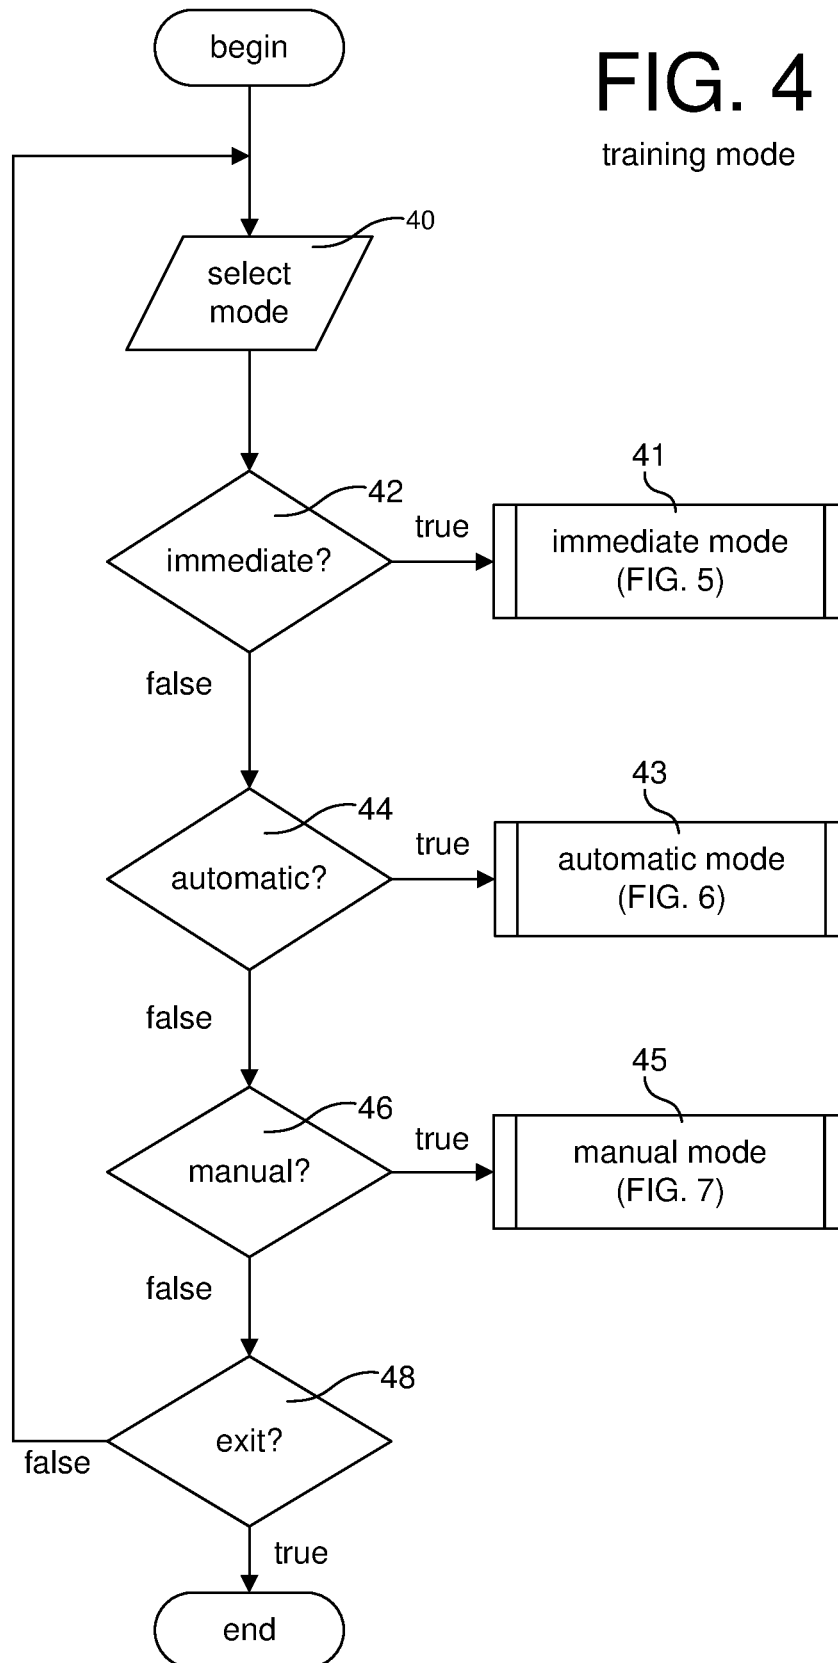 begin
FIG. 4
training mode
40
select
mode
41
42
true
immediate?
immediate mode
(FIG. 5)
false
43
44
true
automatic?
automatic mode
(FIG. 6)
false
45
46
true
manual?
manual mode
(FIG. 7)
false
48
exit?
false
true
end